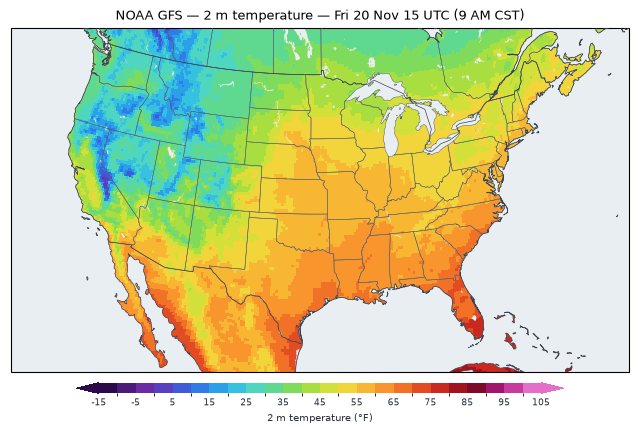 NOAA GFS — 2 m temperature — Fri 20 Nov 15 UTC (9 AM CST)
-15 -5 5 15 25 35 45 55 65 75 85 95 105
2 m temperature (°F)